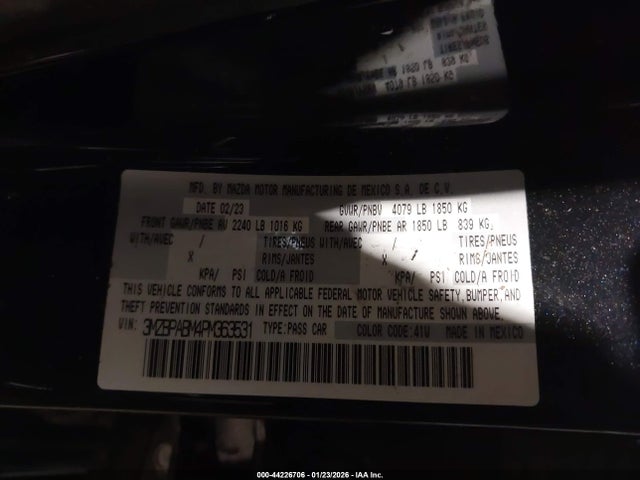 MFD. BY MAZDA MOTOR MANUFACTURING DE MEXICO S.A. DE C.V.
DATE 02/23 GVWR/PNBV 4079 LB 1850 KG
FRONT GAWR/PNBE AV 2240 LB 1016 KG REAR GAWR/PNBE AR 1850 LB 839 KG
WITH/AVEC / TIRES/PNEUS WITH/AVEC / TIRES/PNEUS
X RIMS/JANTES X RIMS/JANTES
KPA/ PSI COLD/A FROID KPA/ PSI COLD/A FROID
THIS VEHICLE CONFORMS TO ALL APPLICABLE FEDERAL MOTOR VEHICLE SAFETY, BUMPER, AND
THEFT PREVENTION STANDARDS IN EFFECT ON THE DATE OF MANUFACTURE SHOWN ABOVE.
VIN: 3MZBPABM4PM363531 TYPE:PASS CAR COLOR CODE:41W MADE IN MEXICO
000-44226706 - 01/23/2026 - IAA Inc.